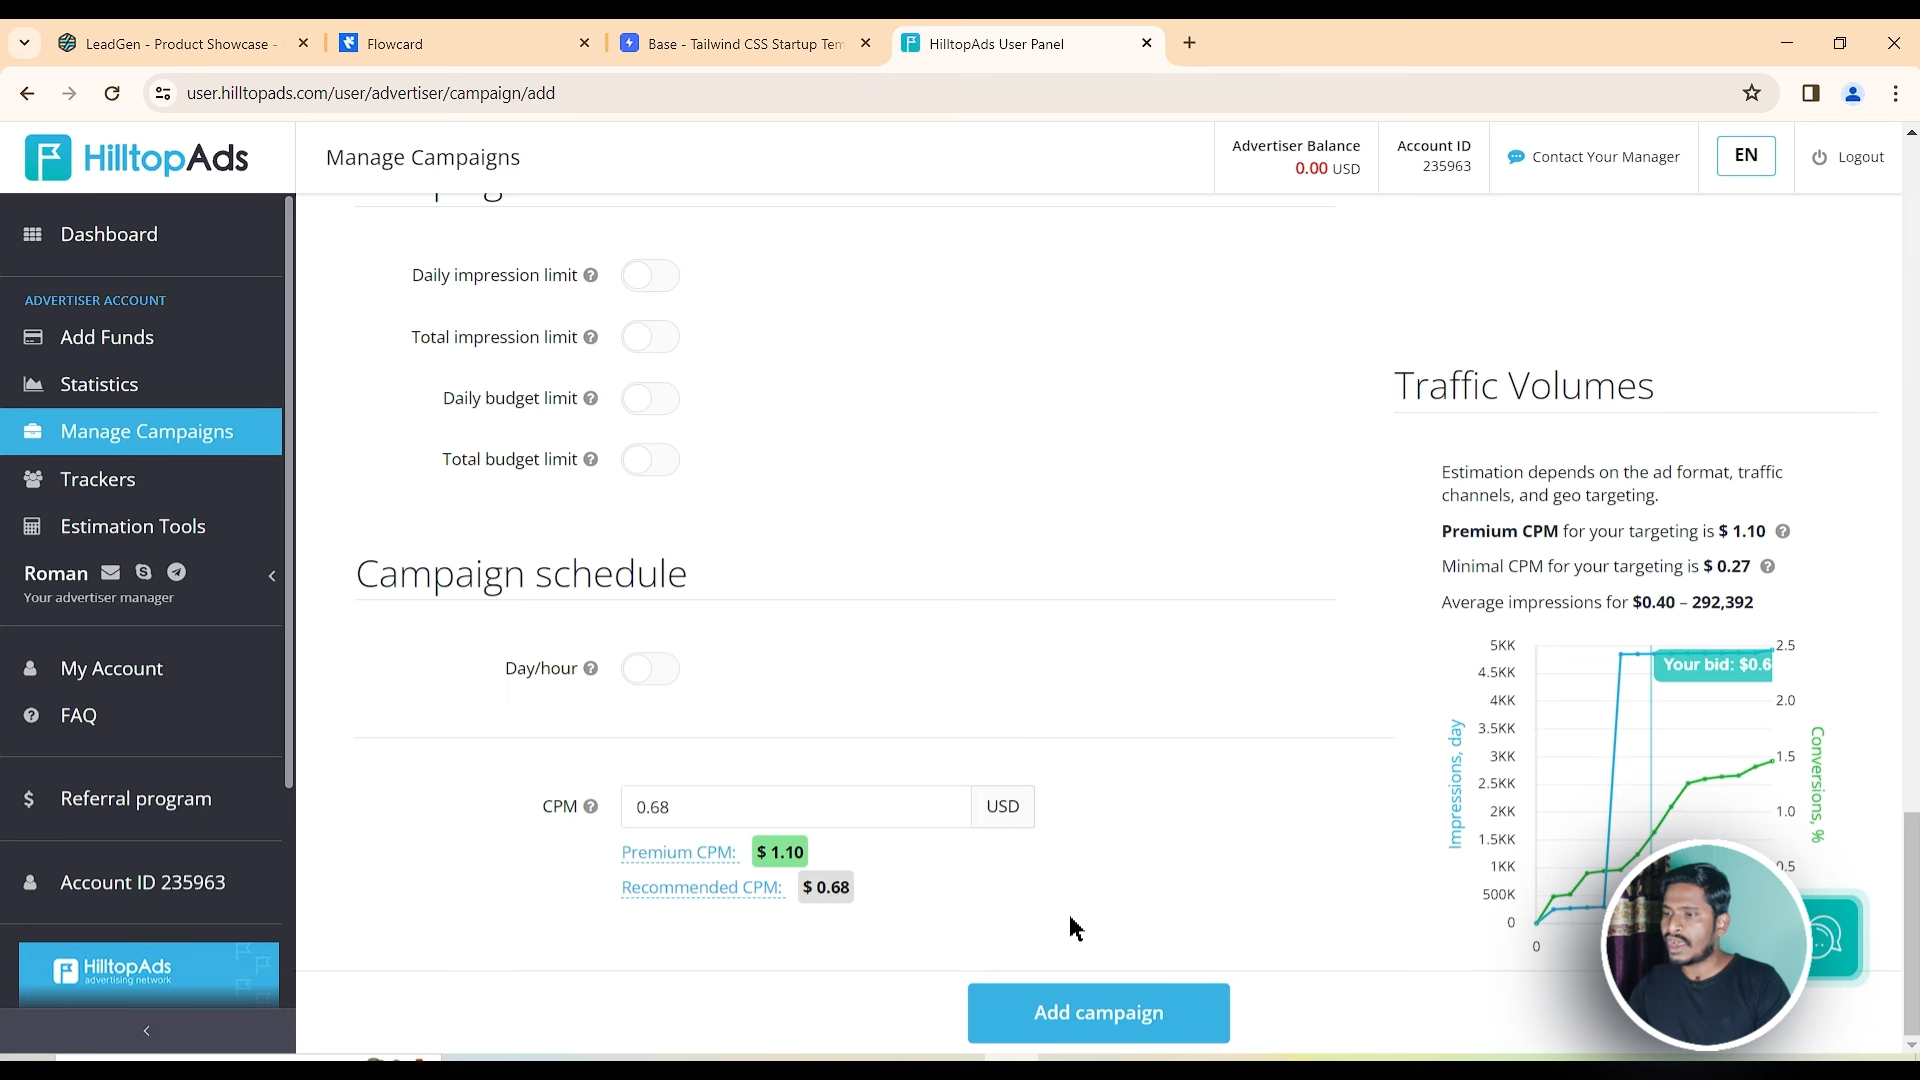 LeadGen - Product Showcase -
Flowcard
Base - Tailwind CSS Startup Tem
HilltopAds User Panel
user.hilltopads.com/user/advertiser/campaign/add
HilltopAds
Manage Campaigns
Advertiser Balance
0.00 USD
Account ID
235963
Contact Your Manager
EN
Logout
Dashboard
ADVERTISER ACCOUNT
Add Funds
Statistics
Manage Campaigns
Trackers
Estimation Tools
Roman
Your advertiser manager
My Account
FAQ
Referral program
Account ID 235963
HilltopAds
advertising network
Daily impression limit
Total impression limit
Daily budget limit
Total budget limit
Campaign schedule
Day/hour
CPM
0.68
USD
Premium CPM: $ 1.10
Recommended CPM: $ 0.68
Add campaign
Traffic Volumes
Estimation depends on the ad format, traffic
channels, and geo targeting.
Premium CPM for your targeting is $ 1.10
Minimal CPM for your targeting is $ 0.27
Average impressions for $0.40 – 292,392
Your bid: $0.6
Impressions, day
5KK
4.5KK
4KK
3.5KK
3KK
2.5KK
2KK
1.5KK
1KK
500K
0
0
2.5
2.0
1.5
1.0
0.5
Conversions, %